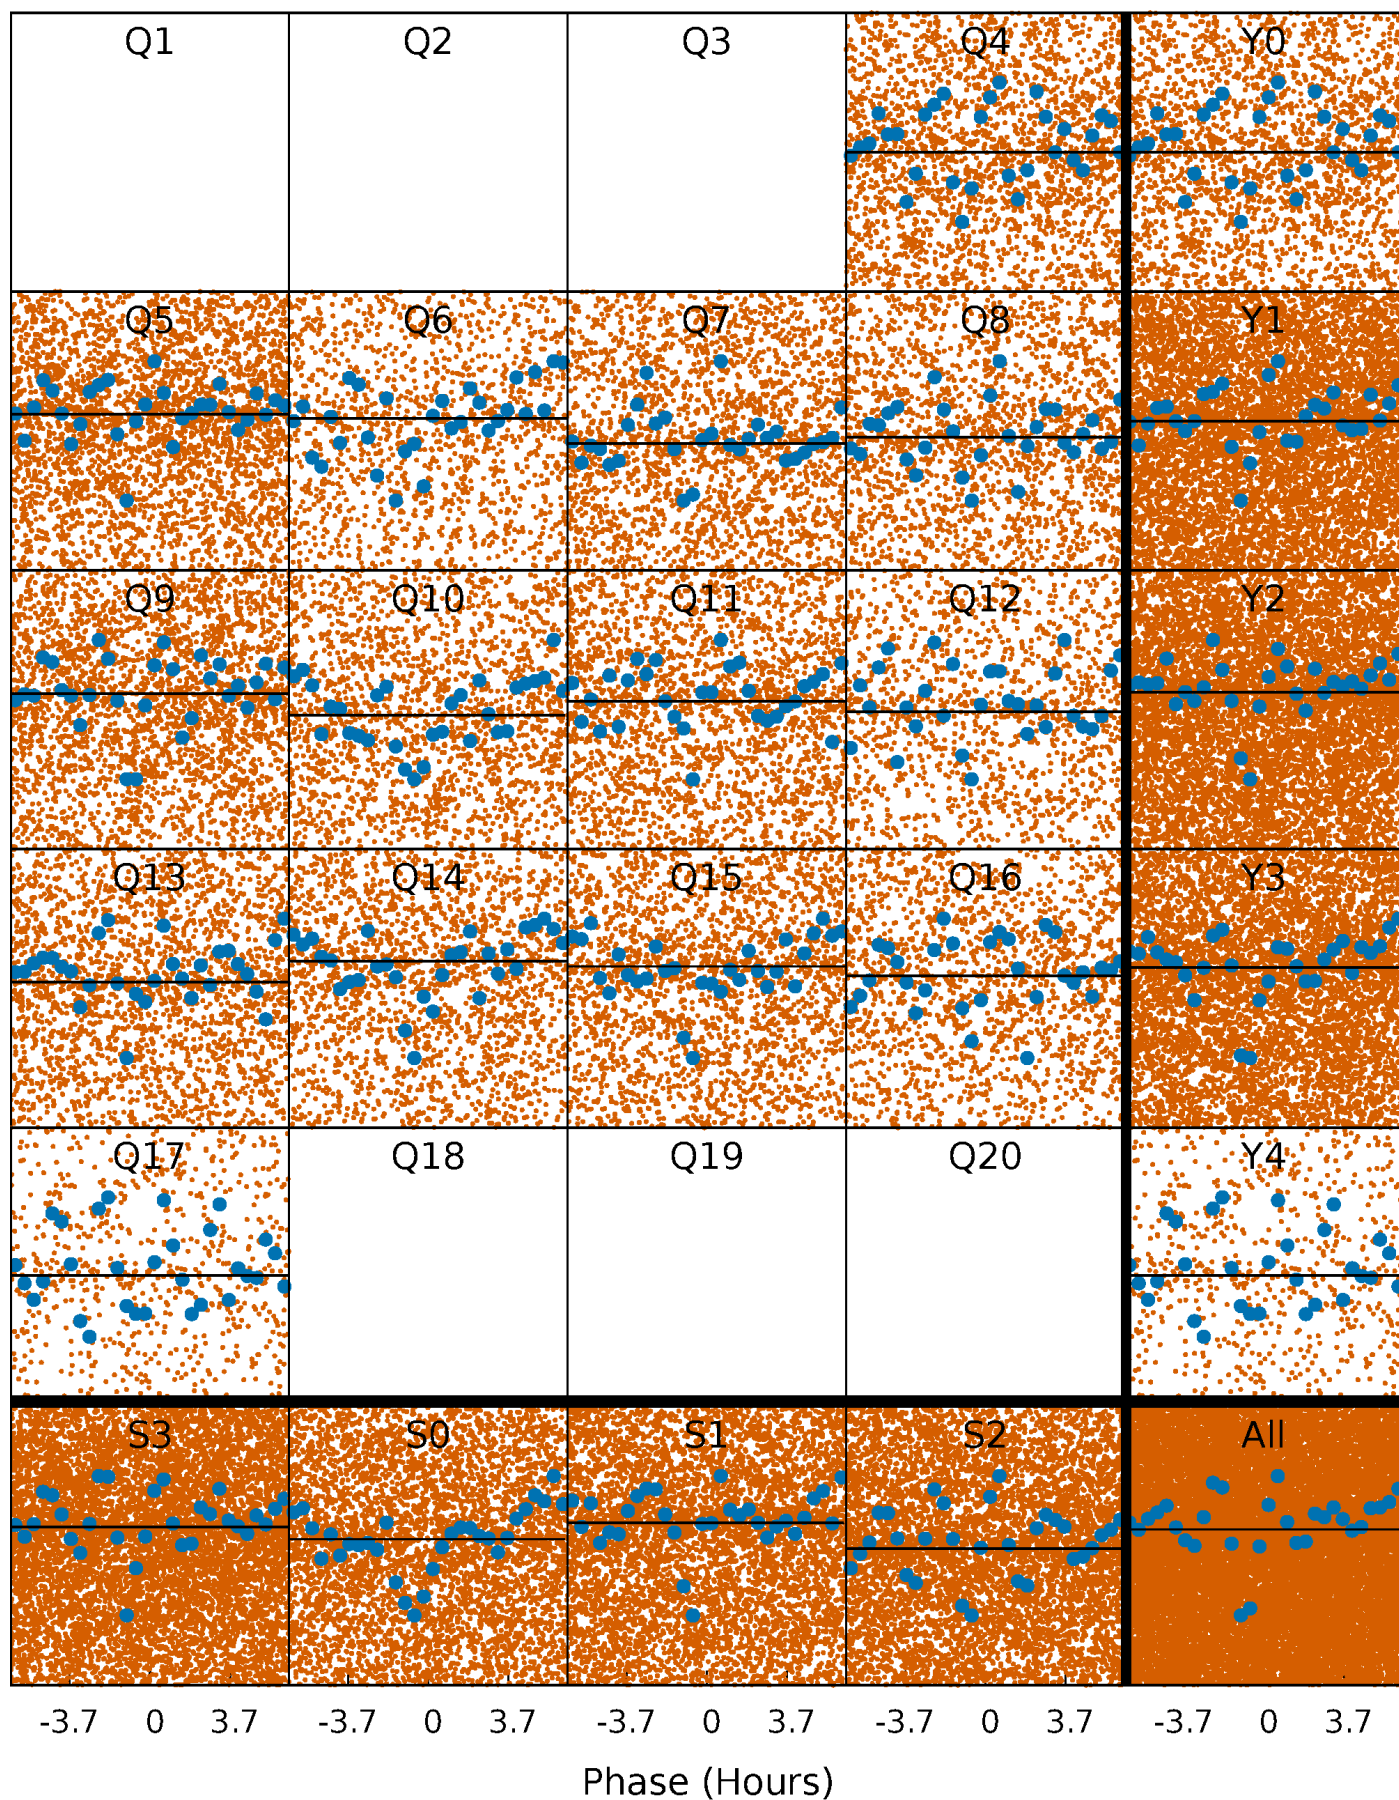 Q1 Q2 Q3 Q4 Y0
Q5 Q6 Q7 Q8 Y1
Q9 Q10 Q11 Q12 Y2
Q13 Q14 Q15 Q16 Y3
Q17 Q18 Q19 Q20 Y4
S3 S0 S1 S2 All
-3.7 0 3.7 -3.7 0 3.7 -3.7 0 3.7 -3.7 0 3.7 -3.7 0 3.7
Phase (Hours)